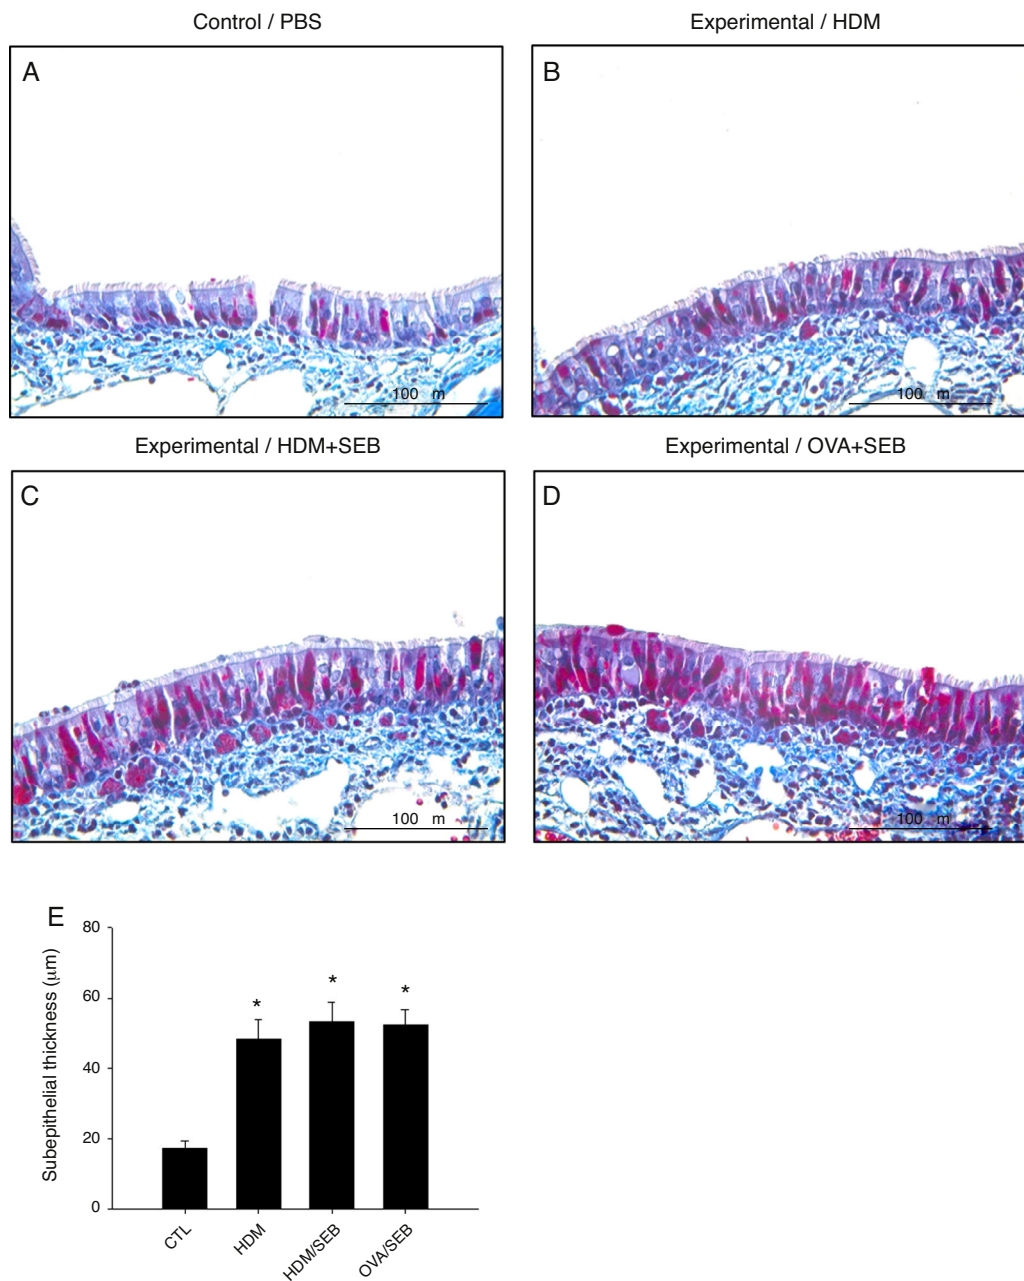 Control / PBS
Experimental / HDM
A
B
100 m
100 m
Experimental / HDM+SEB
Experimental / OVA+SEB
C
D
100 m
100 m
E
Subepithelial thickness (μm)
80
60
40
20
0
*
*
*
CTL
HDM
HDM/SEB
OVA/SEB